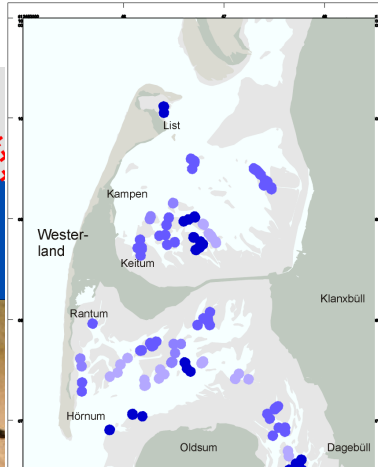 List
Kampen
Wester-
land
Keitum
Klanxbüll
Rantum
Hörnum
Oldsum
Dagebüll